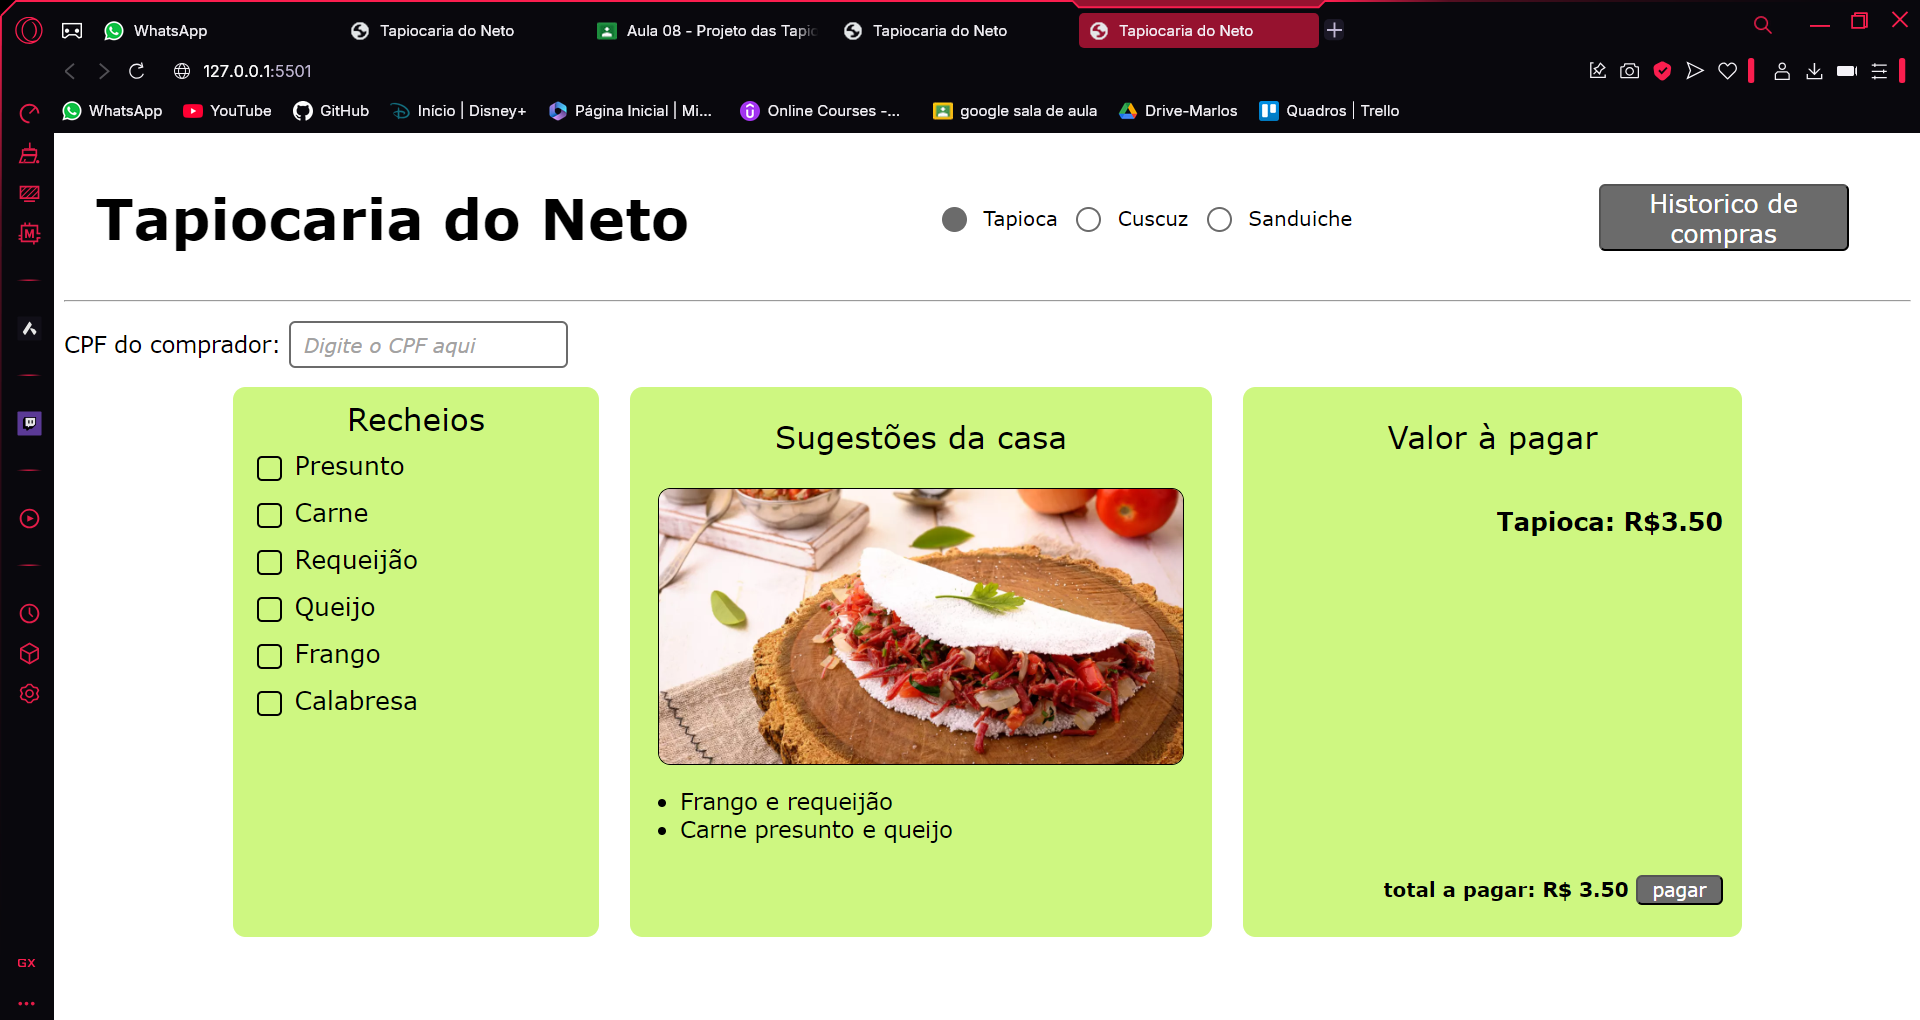 WhatsApp
Tapiocaria do Neto
Aula 08 - Projeto das Tapio
Tapiocaria do Neto
Tapiocaria do Neto
127.0.0.1:5501
WhatsApp
YouTube
GitHub
Início | Disney+
Página Inicial | Mi...
Online Courses -...
google sala de aula
Drive-Marlos
Quadros | Trello
Tapiocaria do Neto
Tapioca
Cuscuz
Sanduiche
Historico de
compras
CPF do comprador:
Digite o CPF aqui
Recheios
Presunto
Carne
Requeijão
Queijo
Frango
Calabresa
Sugestões da casa
Frango e requeijão
Carne presunto e queijo
Valor à pagar
Tapioca: R$3.50
total a pagar: R$ 3.50
pagar
M
GX